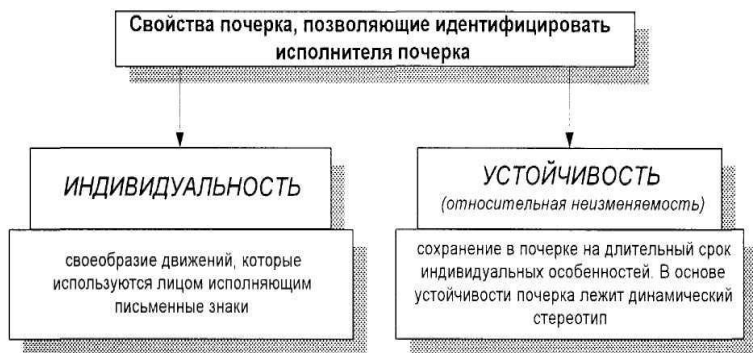 Свойства почерка, позволяющие идентифицировать
исполнителя почерка
ИНДИВИДУАЛЬНОСТЬ
своеобразие движений, которые
используются лицом исполняющим
письменные знаки
УСТОЙЧИВОСТЬ
(относительная неизменяемость)
сохранение в почерке на длительный срок
индивидуальных особенностей. В основе
устойчивости почерка лежит динамический
стереотип